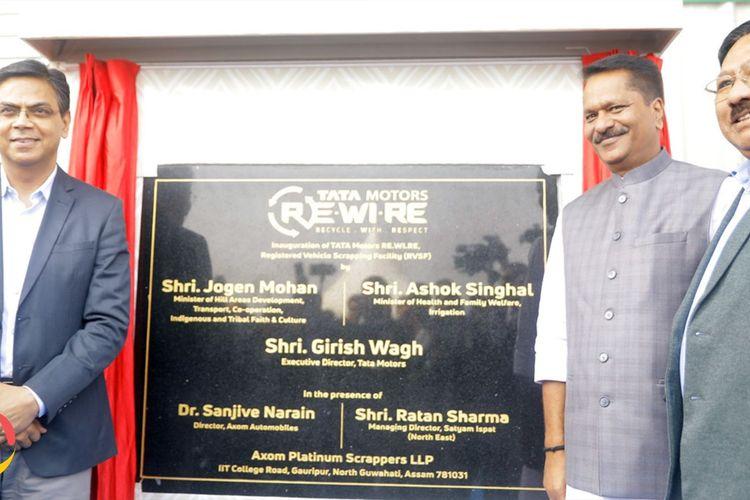 TATA MOTORS
RE.WI.RE
RECYCLE . WITH . RESPECT
Inauguration of TATA Motors RE.WI.RE,
Registered Vehicle Scrapping Facility (RVSF)
by
Shri. Jogen Mohan
Minister of Hill Areas Development,
Transport, Co-operation,
Indigenous and Tribal Faith & Culture
Shri. Ashok Singhal
Minister of Health and Family Welfare,
Irrigation
Shri. Girish Wagh
Executive Director, Tata Motors
In the presence of
Dr. Sanjive Narain
Director, Axom Automobiles
Shri. Ratan Sharma
Managing Director, Satyam Ispat
(North East)
Axom Platinum Scrappers LLP
IIT College Road, Gauripur, North Guwahati, Assam 781031